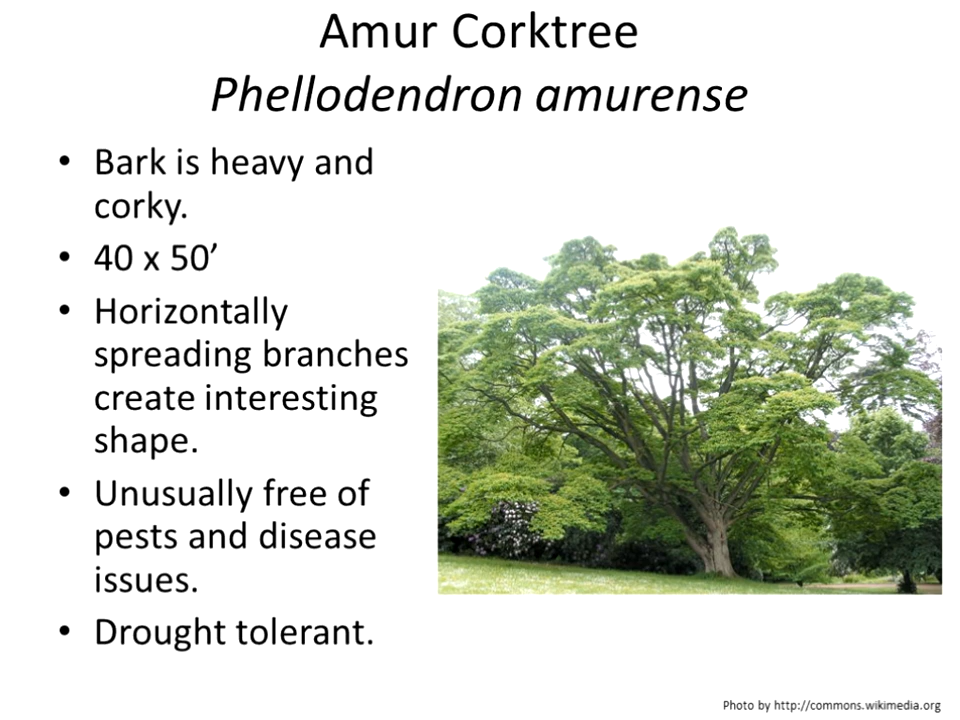 Amur Corktree
Phellodendron amurense
• Bark is heavy and
corky.
• 40 x 50’
• Horizontally
spreading branches
create interesting
shape.
• Unusually free of
pests and disease
issues.
• Drought tolerant.
Photo by http://commons.wikimedia.org